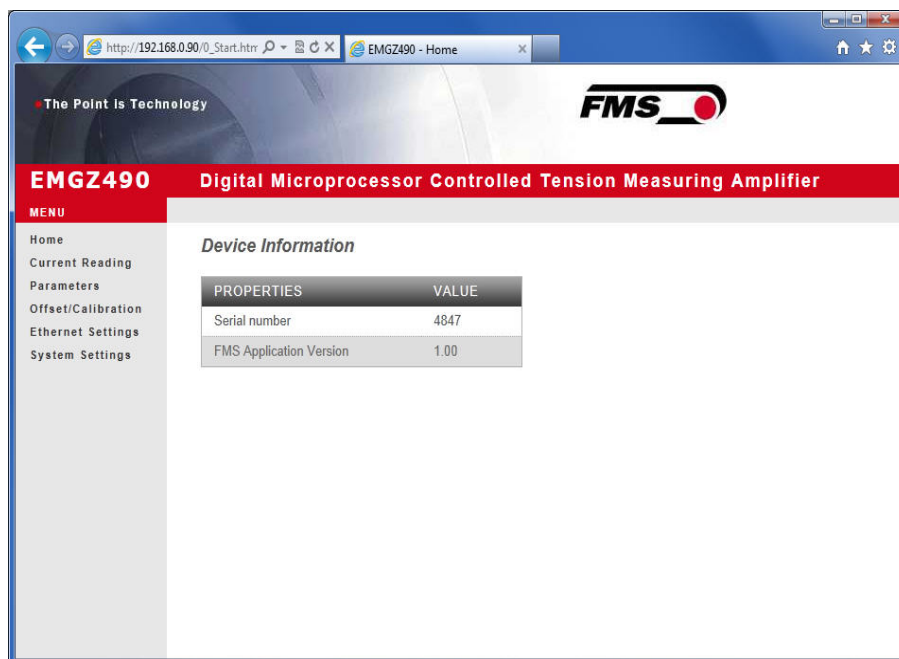 http://192.168.0.90/0_Start.htm
EMGZ490 - Home
The Point is Technology
FMS
EMGZ490
Digital Microprocessor Controlled Tension Measuring Amplifier
MENU
Home
Current Reading
Parameters
Offset/Calibration
Ethernet Settings
System Settings
Device Information
PROPERTIES VALUE
Serial number 4847
FMS Application Version 1.00